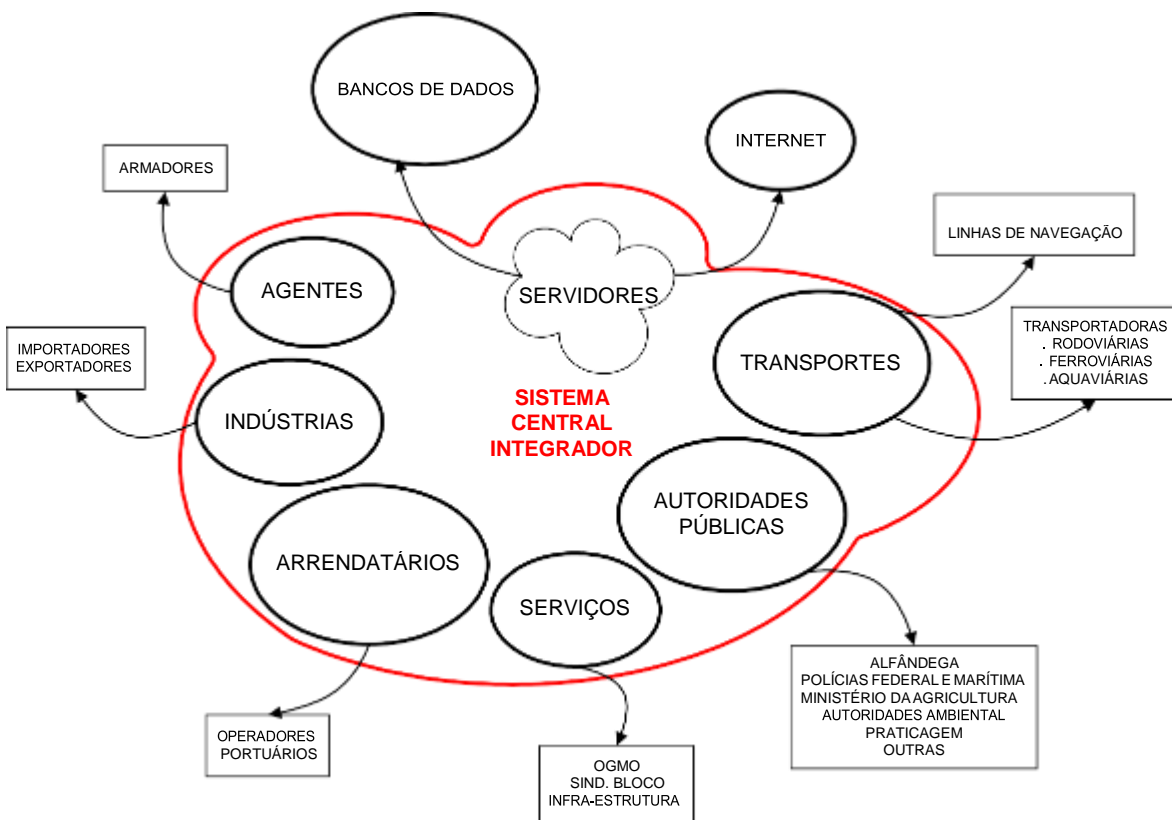 BANCOS DE DADOS
INTERNET
ARMADORES
LINHAS DE NAVEGAÇÃO
AGENTES
SERVIDORES
IMPORTADORES
EXPORTADORES
TRANSPORTES
TRANSPORTADORAS
. RODOVIÁRIAS
. FERROVIÁRIAS
. AQUAVIÁRIAS
INDÚSTRIAS
SISTEMA
CENTRAL
INTEGRADOR
AUTORIDADES
PÚBLICAS
ARRENDATÁRIOS
SERVIÇOS
OPERADORES
PORTUÁRIOS
OGMO
SIND. BLOCO
INFRA-ESTRUTURA
ALFÂNDEGA
POLÍCIAS FEDERAL E MARÍTIMA
MINISTÉRIO DA AGRICULTURA
AUTORIDADES AMBIENTAL
PRATICAGEM
OUTRAS